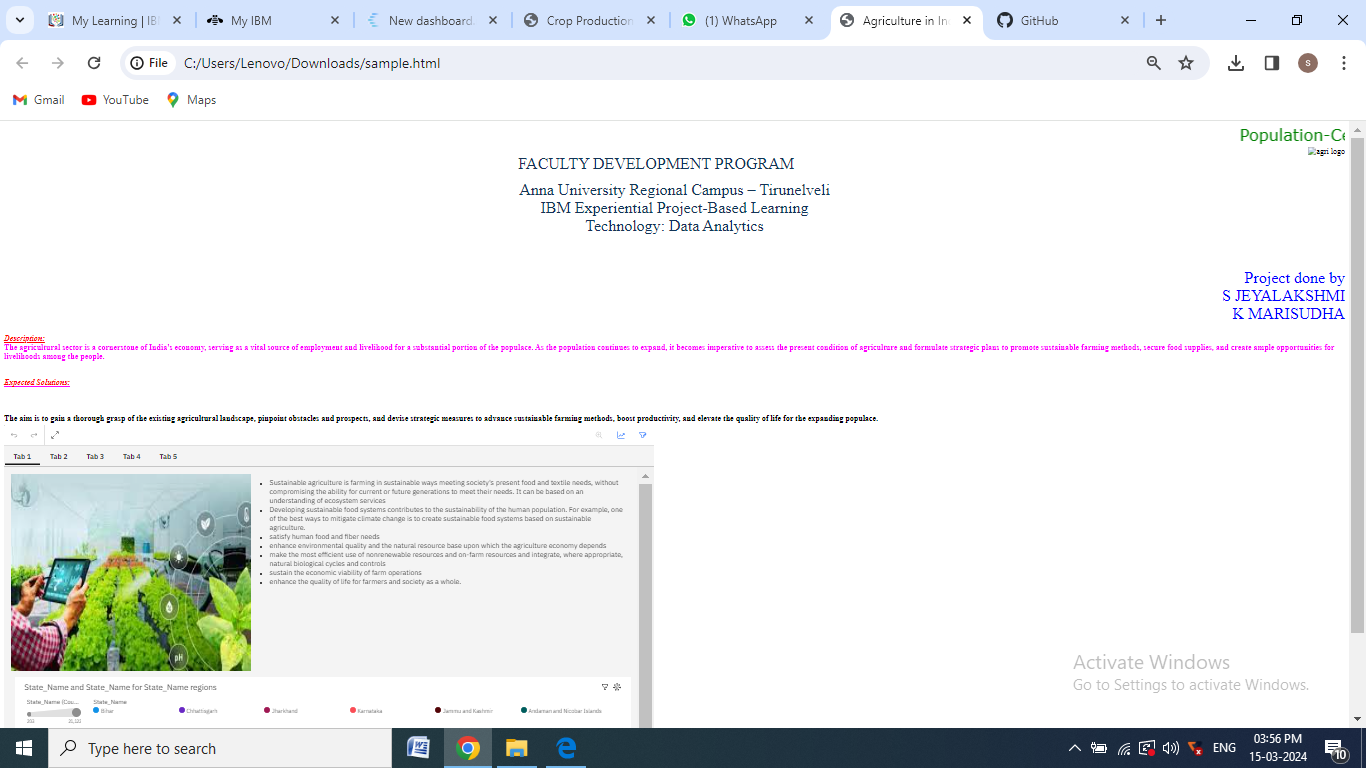 My Learning | IB
My IBM
New dashboard
Crop Production
(1) WhatsApp
Agriculture in In
GitHub
File
C:/Users/Lenovo/Downloads/sample.html
S
Gmail
YouTube
Maps
Population-Ce
agri logo
FACULTY DEVELOPMENT PROGRAM
Anna University Regional Campus – Tirunelveli
IBM Experiential Project-Based Learning
Technology: Data Analytics
Project done by
S JEYALAKSHMI
K MARISUDHA
Description:
The agricultural sector is a cornerstone of India's economy, serving as a vital source of employment and livelihood for a substantial portion of the populace. As the population continues to expand, it becomes imperative to assess the present condition of agriculture and formulate strategic plans to promote sustainable farming methods, secure food supplies, and create ample opportunities for
livelihoods among the people.
Expected Solutions:
The aim is to gain a thorough grasp of the existing agricultural landscape, pinpoint obstacles and prospects, and devise strategic measures to advance sustainable farming methods, boost productivity, and elevate the quality of life for the expanding populace.
Tab 1 Tab 2 Tab 3 Tab 4 Tab 5
Sustainable agriculture is farming in sustainable ways meeting society's present food and textile needs, without
compromising the ability for current or future generations to meet their needs. It can be based on an
understanding of ecosystem services
Developing sustainable food systems contributes to the sustainability of the human population. For example, one
of the best ways to mitigate climate change is to create sustainable food systems based on sustainable
agriculture.
satisfy human food and fiber needs
enhance environmental quality and the natural resource base upon which the agriculture economy depends
make the most efficient use of nonrenewable resources and on-farm resources and integrate, where appropriate,
natural biological cycles and controls
sustain the economic viability of farm operations
enhance the quality of life for farmers and society as a whole.
pH
State_Name and State_Name for State_Name regions
State_Name (Cou... State_Name
Bihar Chhattisgarh Jharkhand Karnataka Jammu and Kashmir Andaman and Nicobar Islands
Activate Windows
Go to Settings to activate Windows.
Type here to search
ENG
03:56 PM
15-03-2024
10